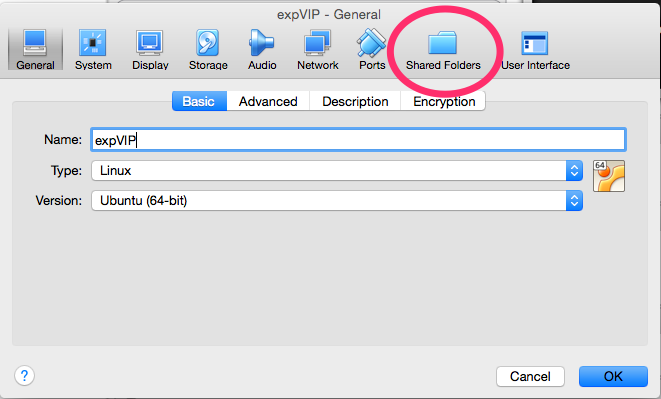 expVIP - General
General System Display Storage Audio Network Ports Shared Folders User Interface
Basic Advanced Description Encryption
Name: expVIP
Type: Linux
64
Version: Ubuntu (64-bit)
? Cancel OK